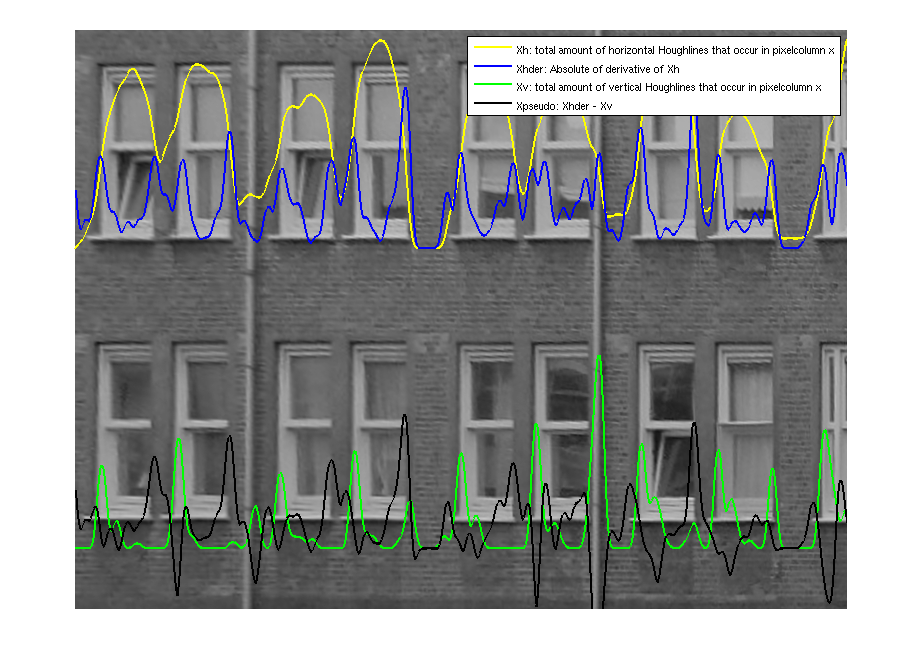 Xh: total amount of horizontal Houghlines that occur in pixelcolumn x
Xhder: Absolute of derivative of Xh
Xv: total amount of vertical Houghlines that occur in pixelcolumn x
Xpseudo: Xhder - Xv